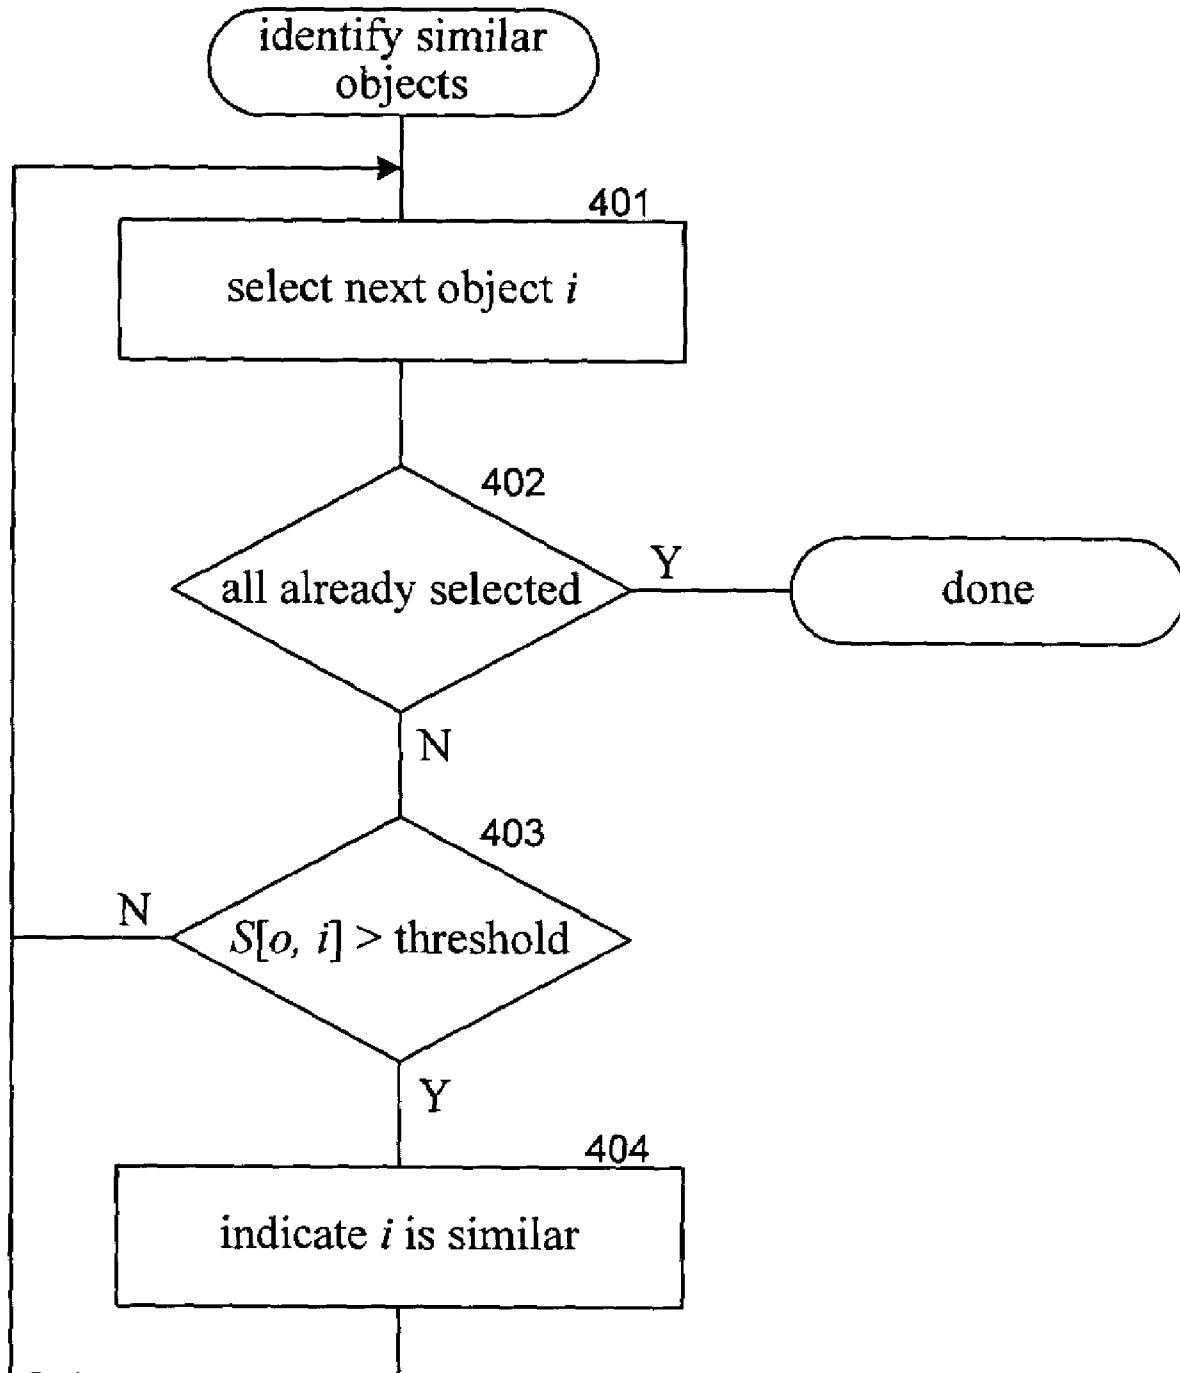 identify similar
objects
401
select next object i
402
all already selected
Y
done
N
403
N
S[o, i] > threshold
Y
404
indicate i is similar